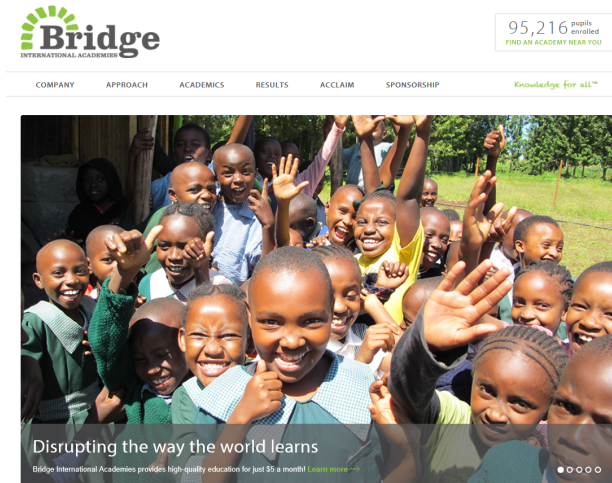 Bridge
INTERNATIONAL ACADEMIES
95,216 pupils enrolled
FIND AN ACADEMY NEAR YOU
COMPANY APPROACH ACADEMICS RESULTS ACCLAIM SPONSORSHIP Knowledge for all™
Disrupting the way the world learns
Bridge International Academies provides high-quality education for just $5 a month! Learn more >>